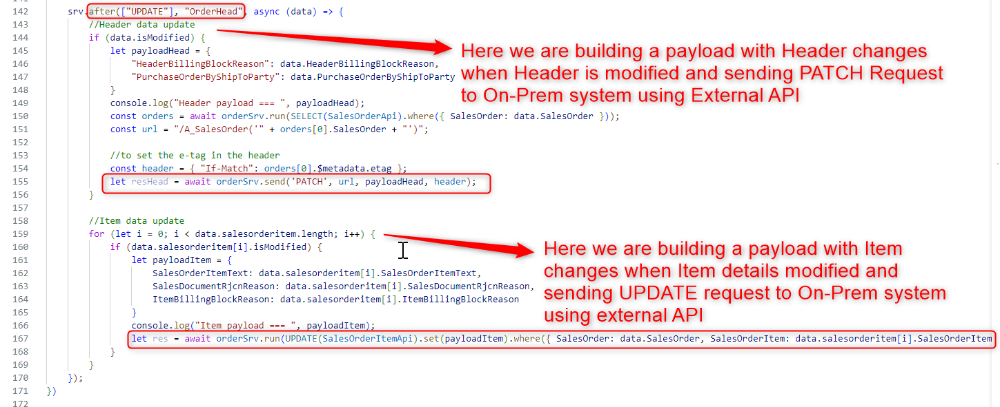 142 srv.after(["UPDATE"], "OrderHead", async (data) => {
143 //Header data update
144 if (data.isModified) {
145 let payloadHead = {
146 "HeaderBillingBlockReason": data.HeaderBillingBlockReason,
147 "PurchaseOrderByShipToParty": data.PurchaseOrderByShipToParty
148 }
149 console.log("Header payload === ", payloadHead);
150 const orders = await orderSrv.run(SELECT(SalesOrderApi).where({ SalesOrder: data.SalesOrder }));
151 const url = "/A_SalesOrder('" + orders[0].SalesOrder + "')";
152
153 //to set the e-tag in the header
154 const header = { "If-Match": orders[0].$metadata.etag };
155 let resHead = await orderSrv.send('PATCH', url, payloadHead, header);
156 }
157
Here we are building a payload with Header changes
when Header is modified and sending PATCH Request
to On-Prem system using External API
158 //Item data update
159 for (let i = 0; i < data.salesorderitem.length; i++) {
160 if (data.salesorderitem[i].isModified) {
161 let payloadItem = {
162 SalesOrderItemText: data.salesorderitem[i].SalesOrderItemText,
163 SalesDocumentRjcnReason: data.salesorderitem[i].SalesDocumentRjcnReason,
164 ItemBillingBlockReason: data.salesorderitem[i].ItemBillingBlockReason
165 }
166 console.log("Item payload === ", payloadItem);
167 let res = await orderSrv.run(UPDATE(SalesOrderItemApi).set(payloadItem).where({ SalesOrder: data.SalesOrder, SalesOrderItem: data.salesorderitem[i].SalesOrderItem
168 }
169 }
170 });
171 })
172
Here we are building a payload with Item
changes when Item details modified and
sending UPDATE request to On-Prem system
using external API